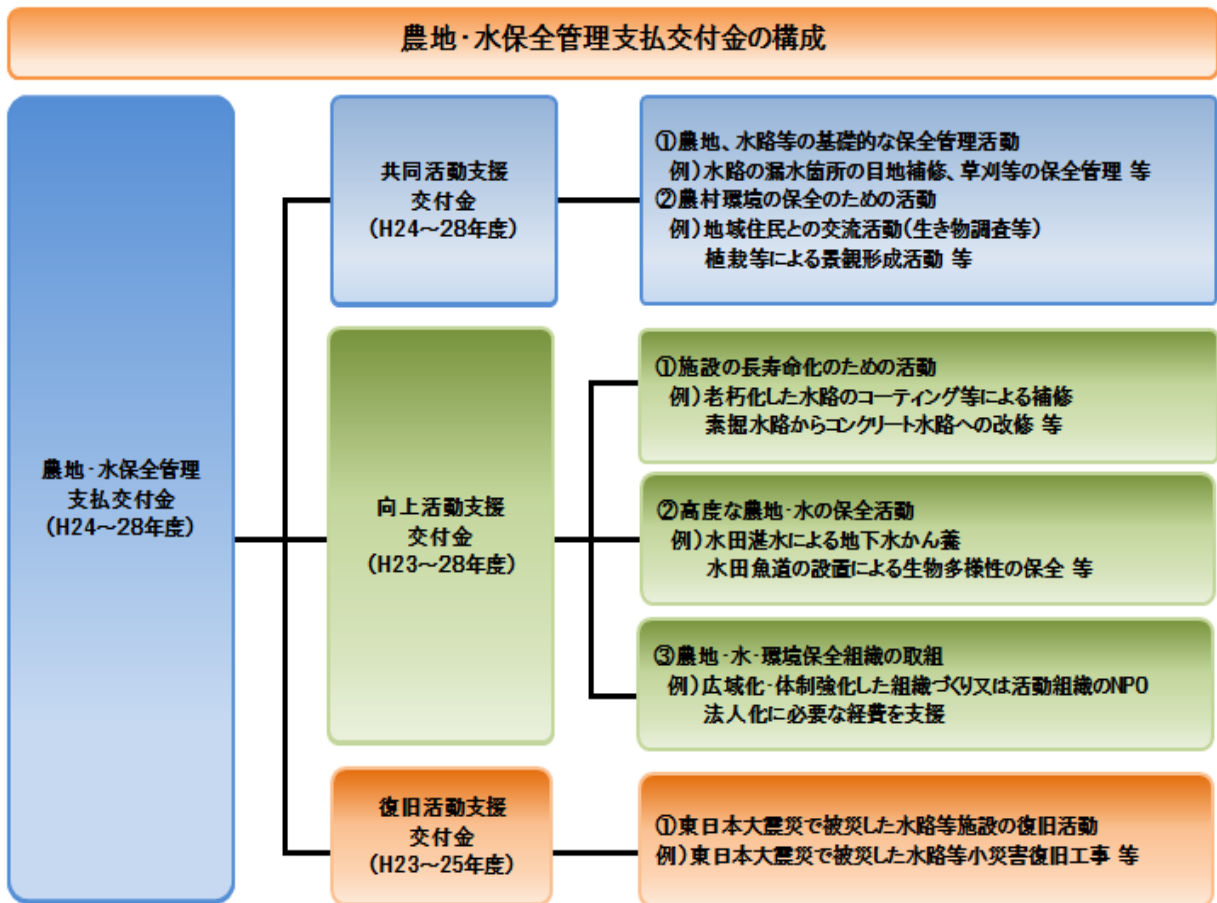 農地・水保全管理支払交付金の構成
農地・水保全管理
支払交付金
(H24～28年度)
共同活動支援
交付金
(H24～28年度)
①農地、水路等の基礎的な保全管理活動
例)水路の漏水箇所の目地補修、草刈等の保全管理 等
②農村環境の保全のための活動
例)地域住民との交流活動(生き物調査等)
植栽等による景観形成活動 等
向上活動支援
交付金
(H23～28年度)
①施設の長寿命化のための活動
例)老朽化した水路のコーティング等による補修
素掘水路からコンクリート水路への改修 等
②高度な農地・水の保全活動
例)水田湛水による地下水かん養
水田魚道の設置による生物多様性の保全 等
③農地・水・環境保全組織の取組
例)広域化・体制強化した組織づくり又は活動組織のNPO
法人化に必要な経費を支援
復旧活動支援
交付金
(H23～25年度)
①東日本大震災で被災した水路等施設の復旧活動
例)東日本大震災で被災した水路等小災害復旧工事 等